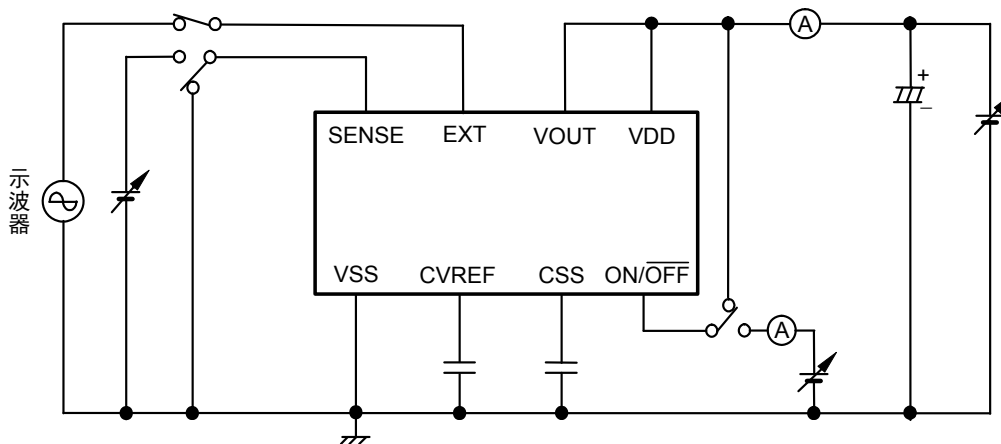 A
+
−
SENSE EXT VOUT VDD
示波器
VSS CVREF CSS ON/OFF
A